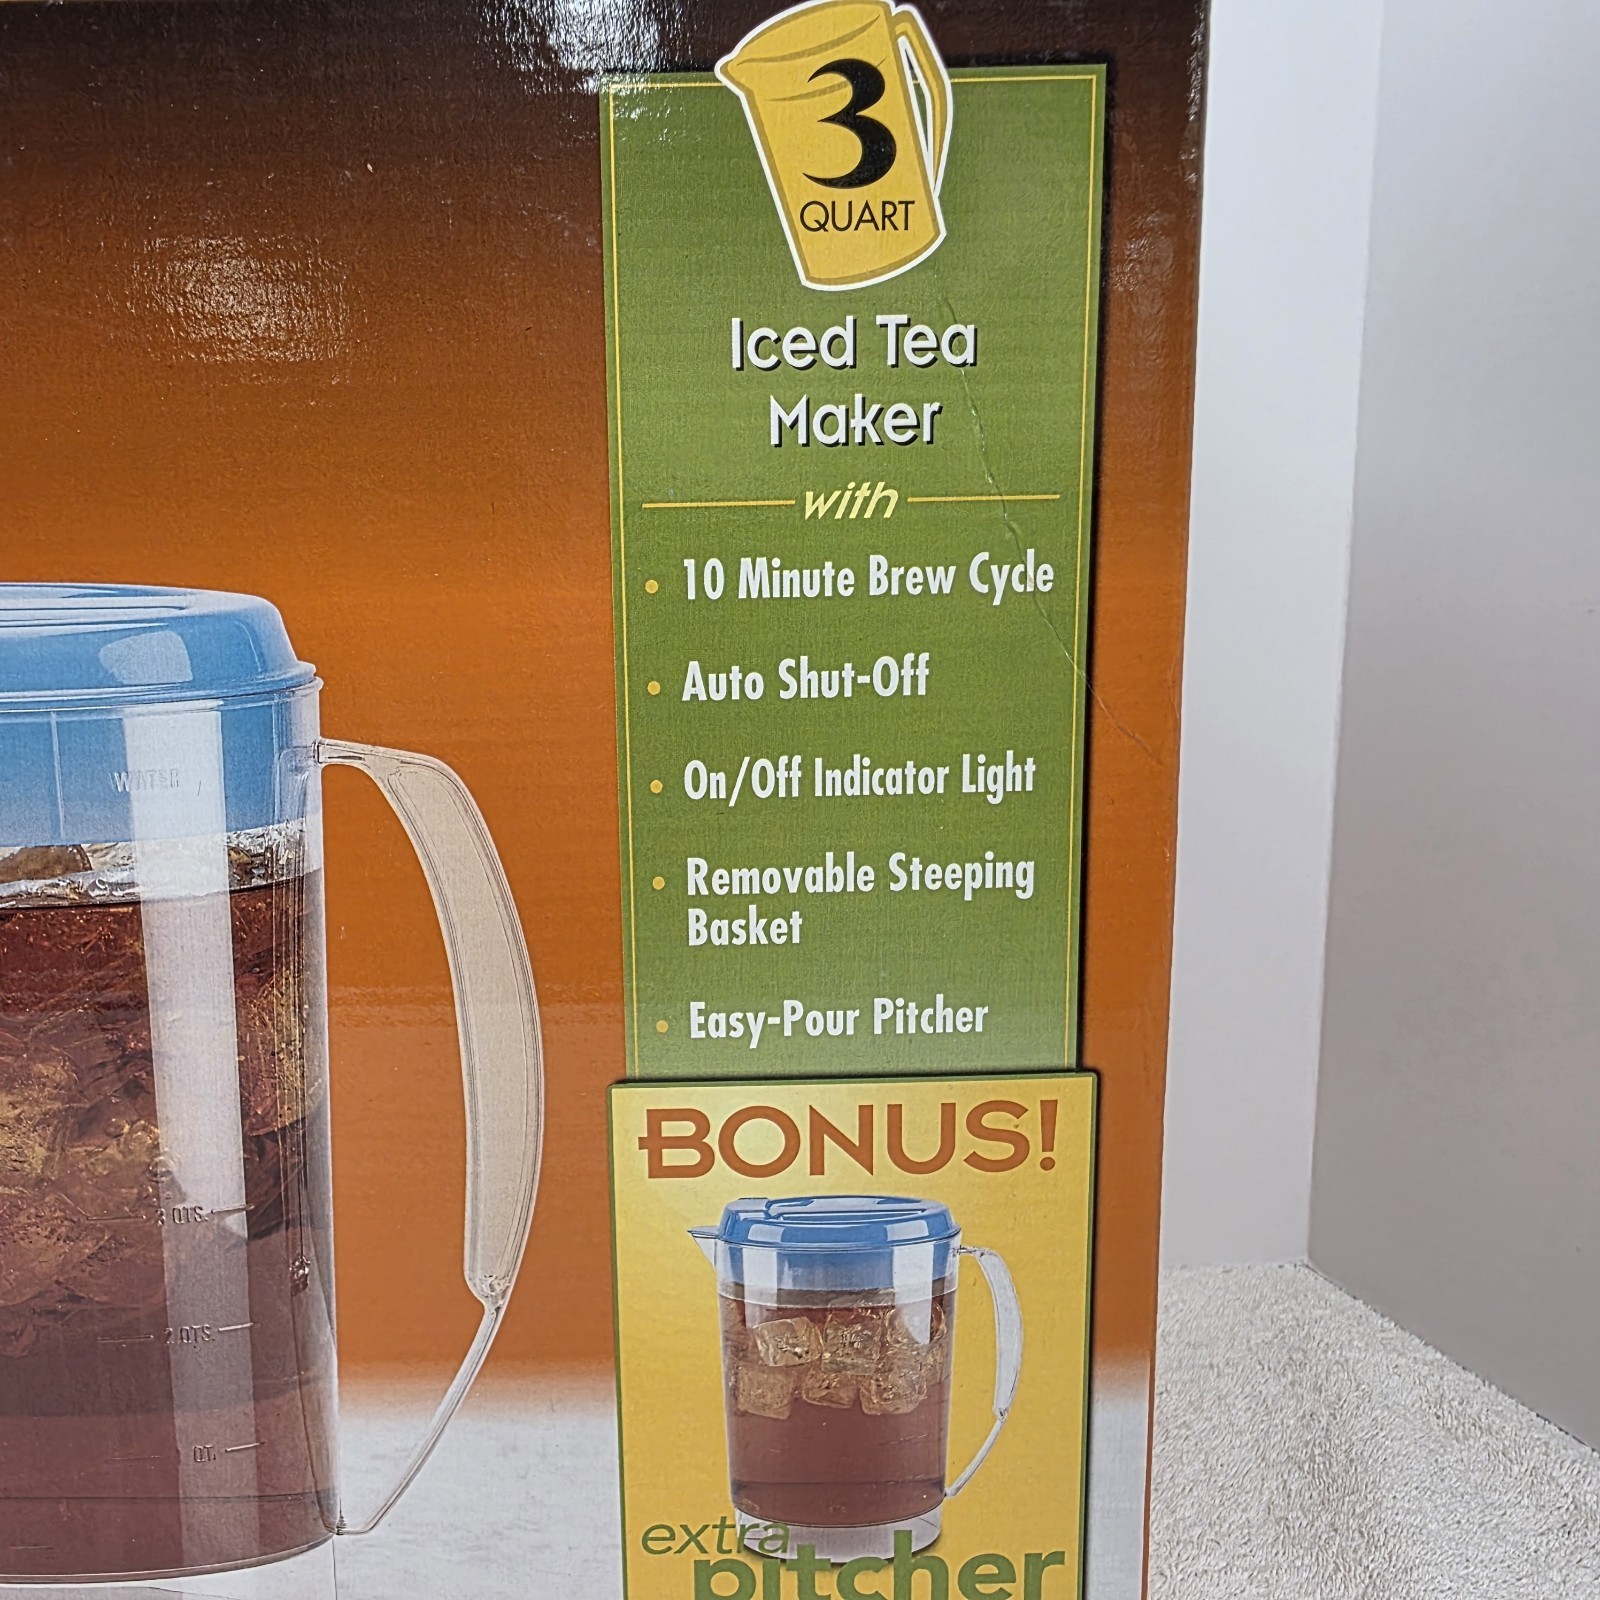 3
QUART
Iced Tea
Maker
with
• 10 Minute Brew Cycle
• Auto Shut-Off
• On/Off Indicator Light
• Removable Steeping
Basket
• Easy-Pour Pitcher
BONUS!
extra
pitcher
WATER
3 QTS.
2 QTS.
QT.